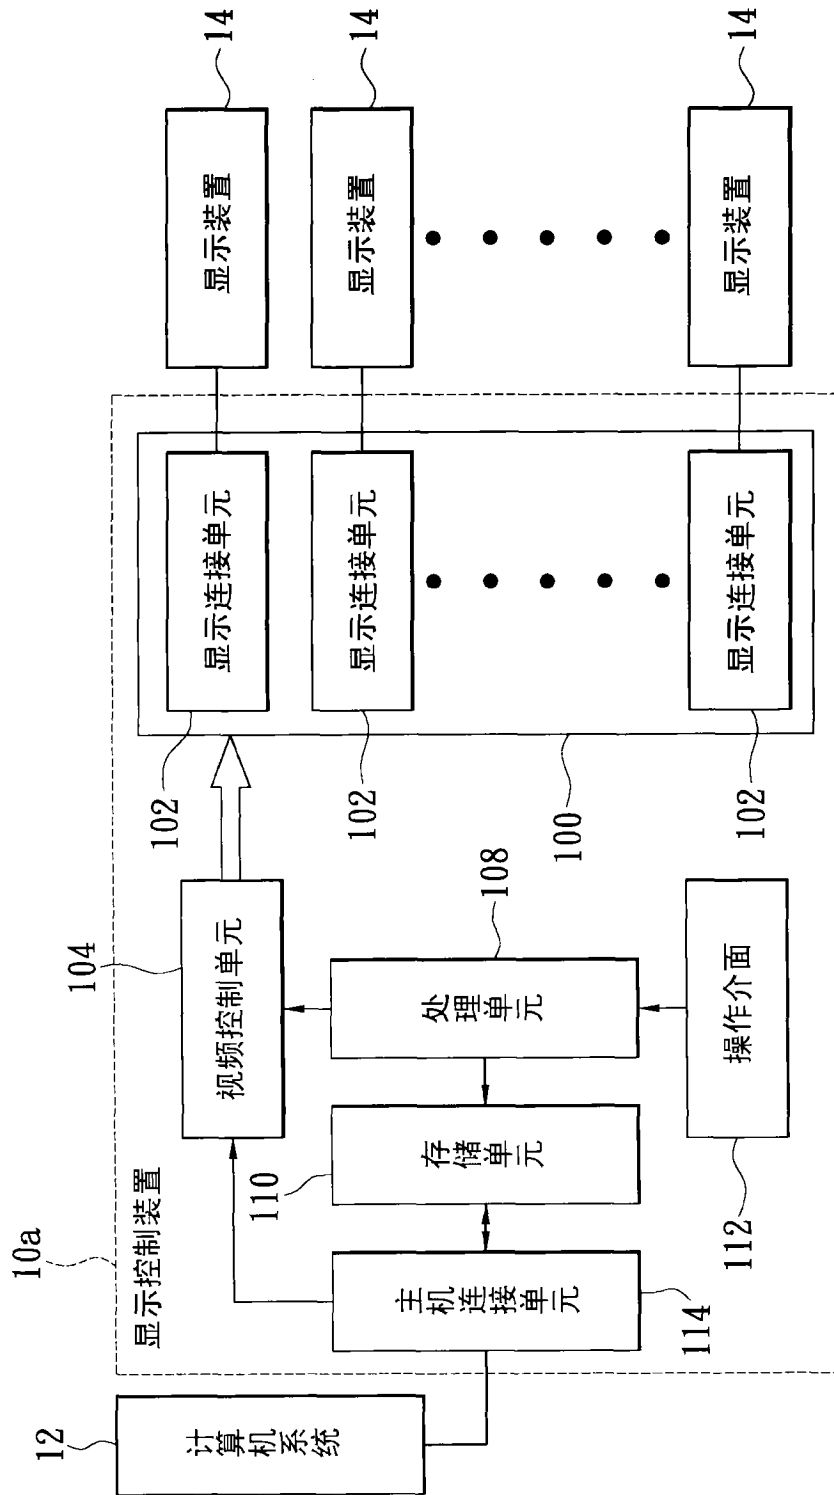 10a
显示控制装置
12
计算机系统
主机连接单元
114
存储单元
110
处理单元
108
操作介面
112
视频控制单元
104
显示连接单元
102
显示连接单元
102
显示连接单元
102
100
显示装置
14
显示装置
14
显示装置
14